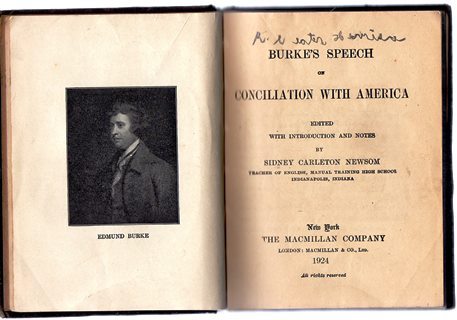 EDMUND BURKE
BURKE'S SPEECH
ON
CONCILIATION WITH AMERICA
EDITED
WITH INTRODUCTION AND NOTES
BY
SIDNEY CARLETON NEWSOM
TEACHER OF ENGLISH, MANUAL TRAINING HIGH SCHOOL
INDIANAPOLIS, INDIANA
New York
THE MACMILLAN COMPANY
LONDON: MACMILLAN & CO., LTD.
1924
All rights reserved